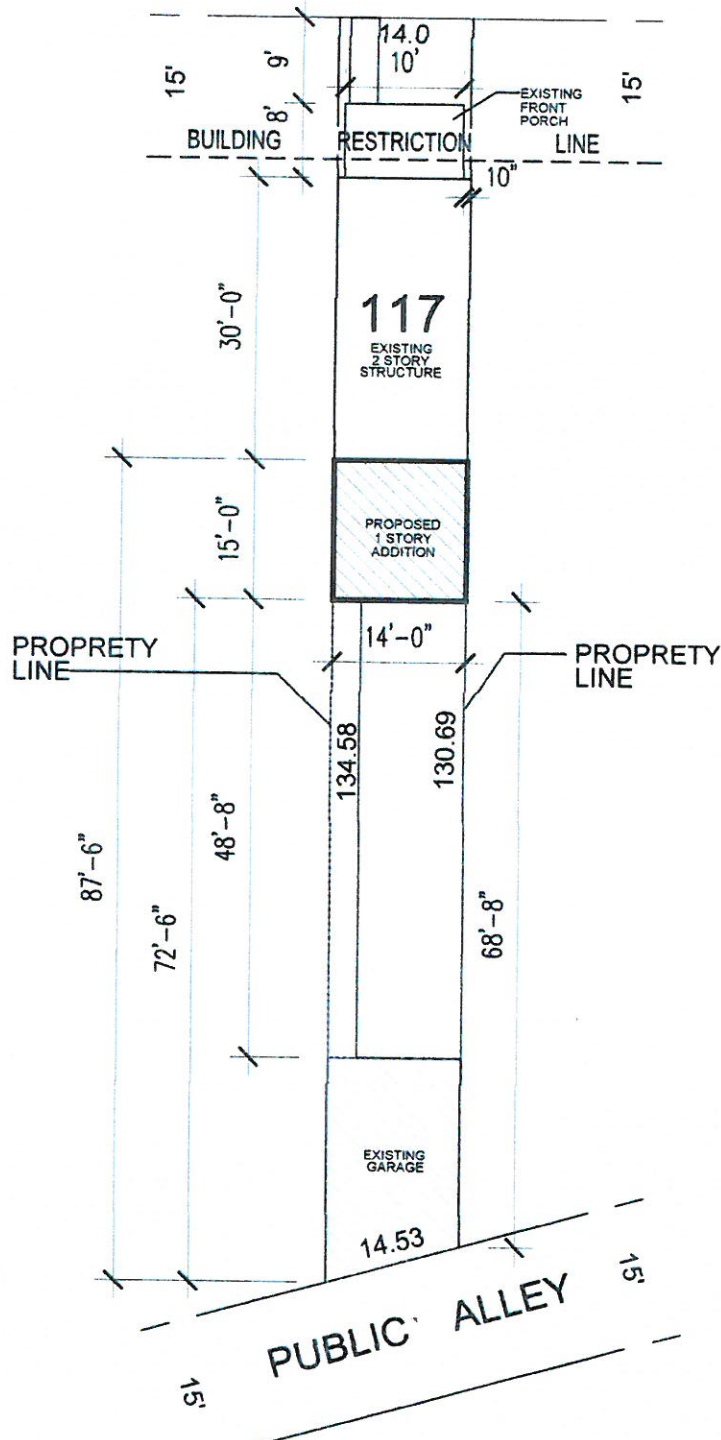 14.0
10'
9'
15'
15'
8'
EXISTING
FRONT
PORCH
BUILDING RESTRICTION LINE
10"
30'-0"
117
EXISTING
2 STORY
STRUCTURE
15'-0"
PROPOSED
1 STORY
ADDITION
14'-0"
PROPRETY
LINE
PROPRETY
LINE
134.58
130.69
48'-8"
87'-6"
72'-6"
68'-8"
EXISTING
GARAGE
14.53
15'
PUBLIC ALLEY
15'